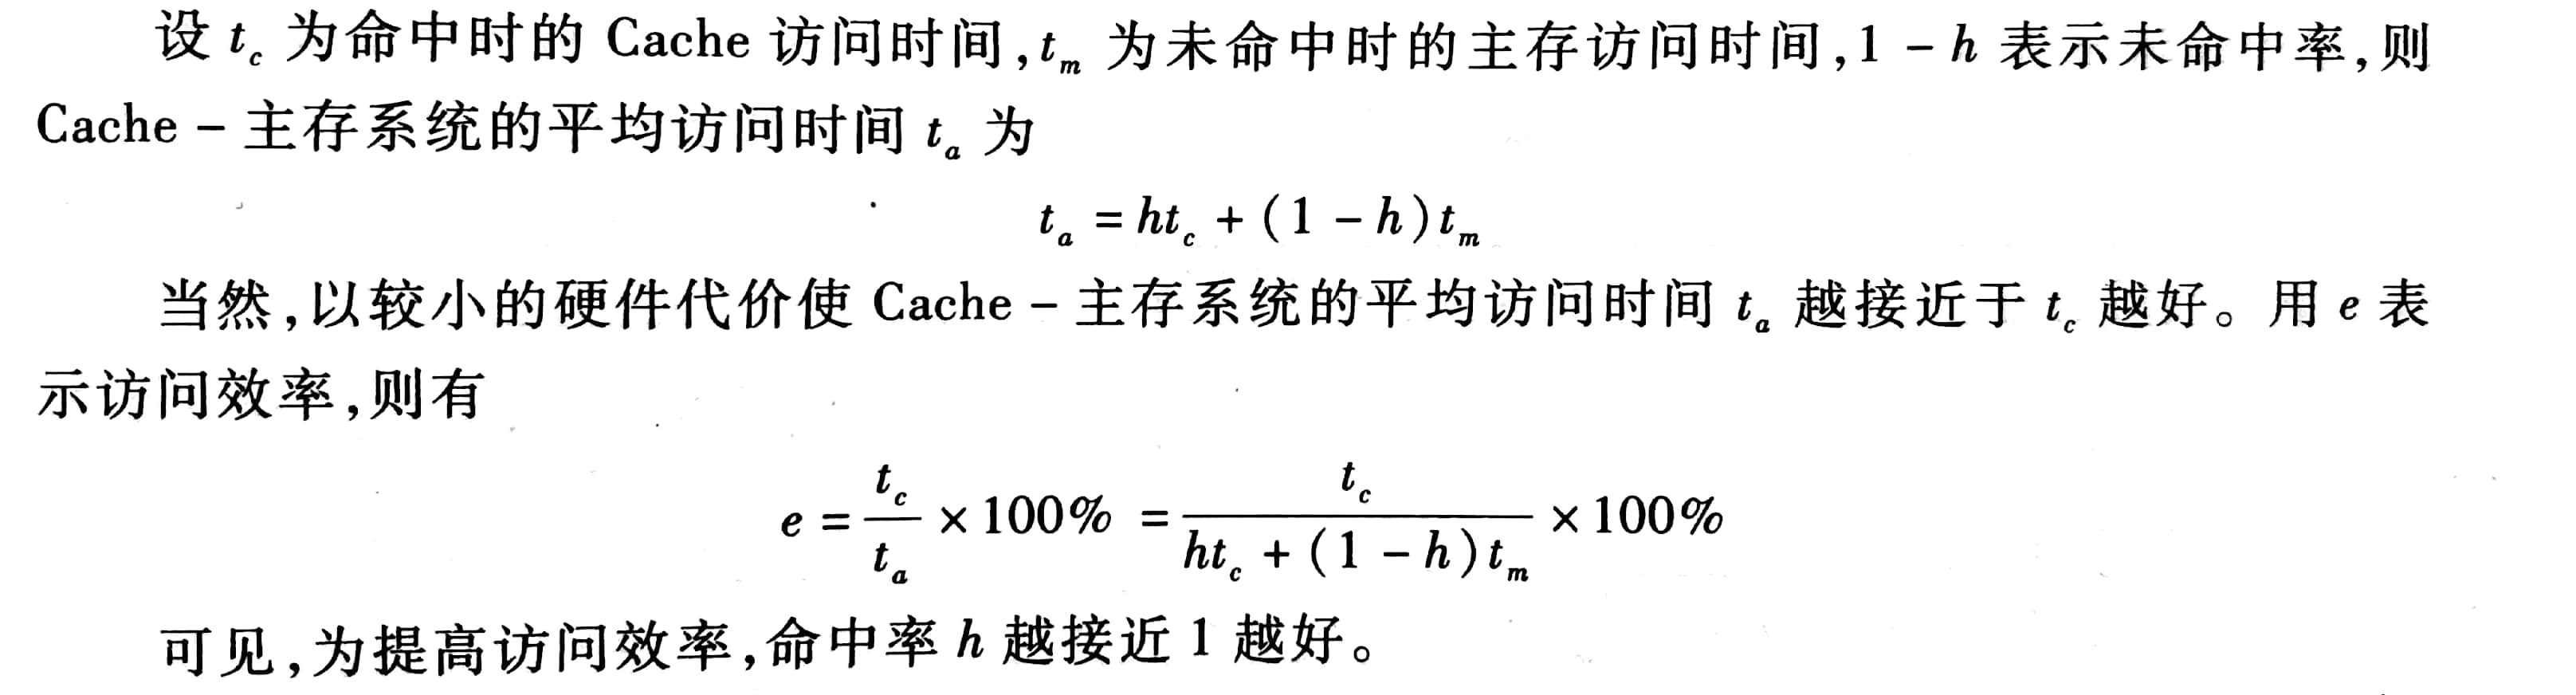 设 t_c 为命中时的 Cache 访问时间,t_m 为未命中时的主存访问时间,1 - h 表示未命中率,则
Cache - 主存系统的平均访问时间 t_a 为
t_a = ht_c + (1 - h)t_m
当然,以较小的硬件代价使 Cache - 主存系统的平均访问时间 t_a 越接近于 t_c 越好。用 e 表
示访问效率,则有
e = \frac{t_c}{t_a} × 100% = \frac{t_c}{ht_c + (1 - h)t_m} × 100%
可见,为提高访问效率,命中率 h 越接近 1 越好。